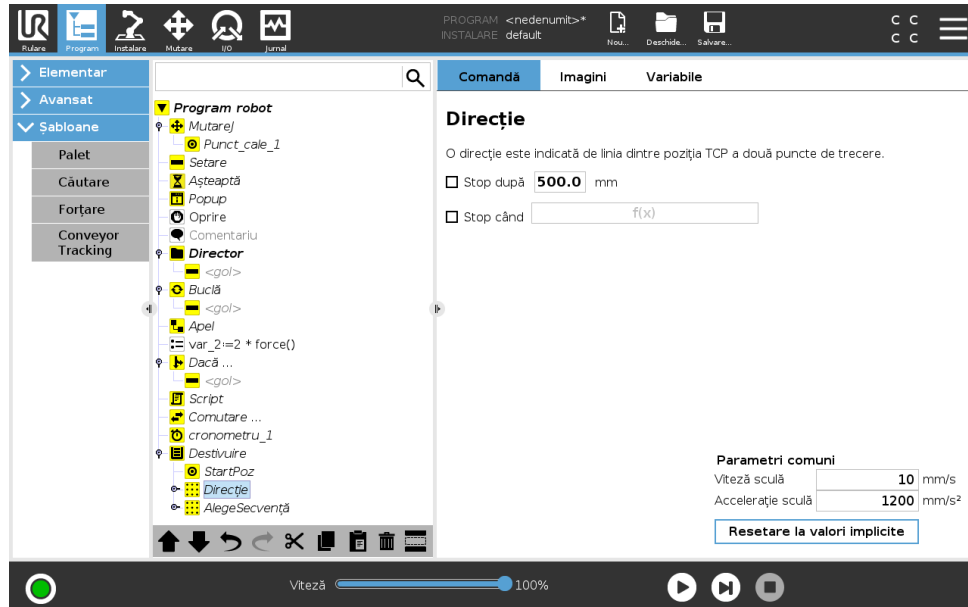 PROGRAM <nedenumit>*
INSTALARE default
Rulare
Program
Instalare
Mutare
I/O
Jurnal
Nou...
Deschide...
Salvare...
C C
C C
Elementar
Avansat
Șabloane
Palet
Căutare
Forțare
Conveyor
Tracking
Program robot
MutareJ
Punct_cale_1
Setare
Așteaptă
Popup
Oprire
Comentariu
Director
<gol>
Buclă
<gol>
Apel
var_2:=2 * force()
Dacă ...
<gol>
Script
Comutare ...
cronometru_1
Destivuire
StartPoz
Direcție
AlegeSecvență
Comandă
Imagini
Variabile
Direcție
O direcție este indicată de linia dintre poziția TCP a două puncte de trecere.
Stop după 500.0 mm
Stop când f(x)
Parametri comuni
Viteză sculă 10 mm/s
Accelerație sculă 1200 mm/s²
Resetare la valori implicite
Viteză 100%